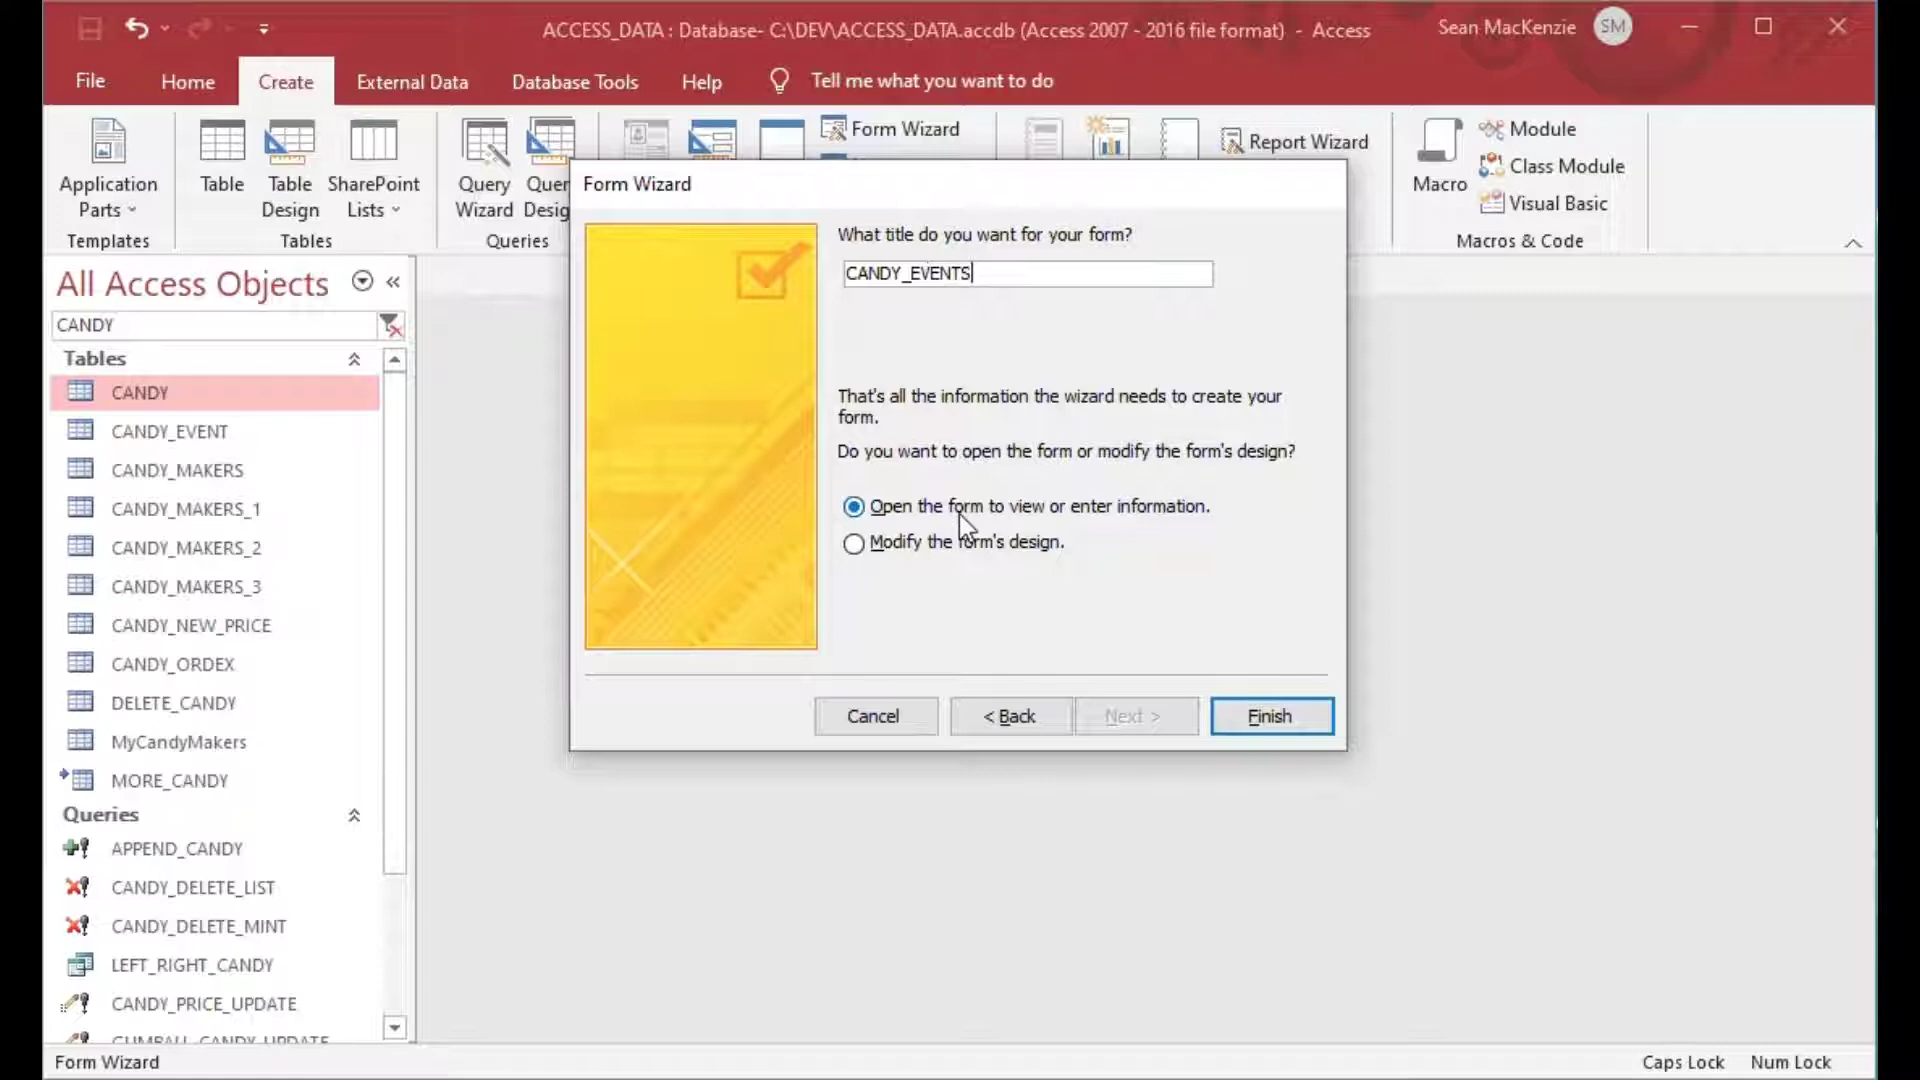 ACCESS_DATA : Database- C:\DEV\ACCESS_DATA.accdb (Access 2007 - 2016 file format) - Access
Sean MacKenzie
SM
File
Home
Create
External Data
Database Tools
Help
Tell me what you want to do
Application
Parts
Templates
Table
Table
Design
SharePoint
Lists
Tables
Query
Wizard
Quer
Desig
Queries
Form Wizard
Report Wizard
Macro
Module
Class Module
Visual Basic
Macros & Code
All Access Objects
CANDY
Tables
CANDY
CANDY_EVENT
CANDY_MAKERS
CANDY_MAKERS_1
CANDY_MAKERS_2
CANDY_MAKERS_3
CANDY_NEW_PRICE
CANDY_ORDEX
DELETE_CANDY
MyCandyMakers
MORE_CANDY
Queries
APPEND_CANDY
CANDY_DELETE_LIST
CANDY_DELETE_MINT
LEFT_RIGHT_CANDY
CANDY_PRICE_UPDATE
GUMBALL_CANDY_UPDATE
Form Wizard
What title do you want for your form?
CANDY_EVENTS
That's all the information the wizard needs to create your
form.
Do you want to open the form or modify the form's design?
Open the form to view or enter information.
Modify the form's design.
Cancel
< Back
Next >
Finish
Form Wizard
Caps Lock
Num Lock